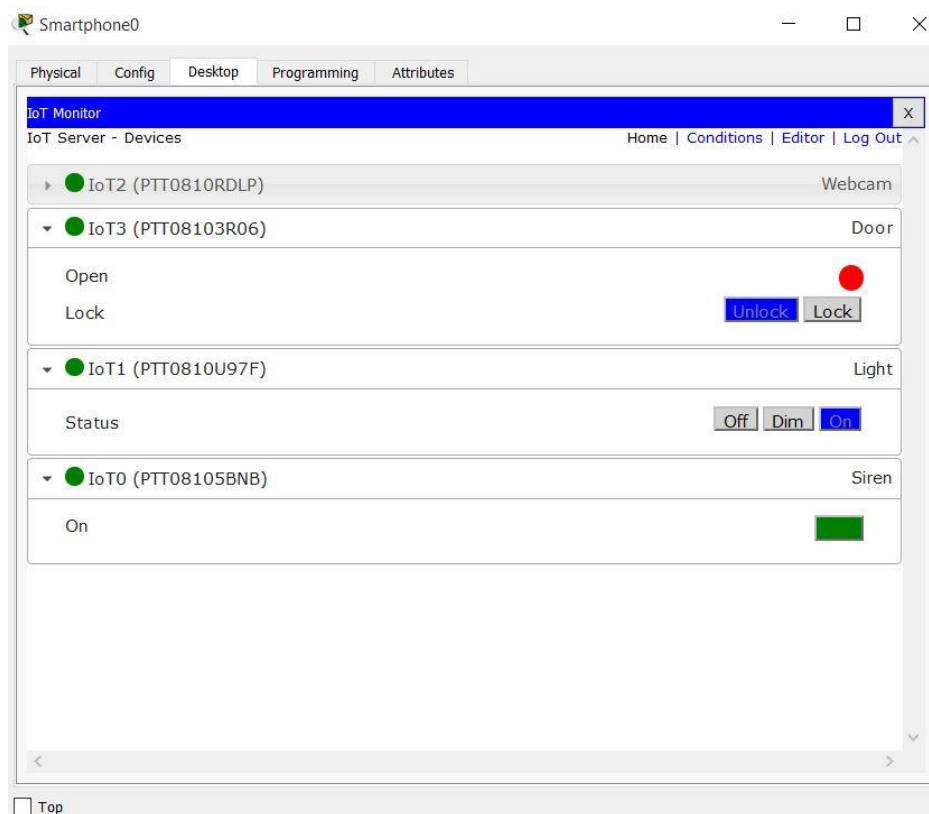 Smartphone0
Physical Config Desktop Programming Attributes
IoT Monitor X
IoT Server - Devices Home | Conditions | Editor | Log Out
IoT2 (PTT0810RDLP) Webcam
IoT3 (PTT08103R06) Door
Open
Lock Unlock Lock
IoT1 (PTT0810U97F) Light
Status Off Dim On
IoT0 (PTT08105BNB) Siren
On
Top